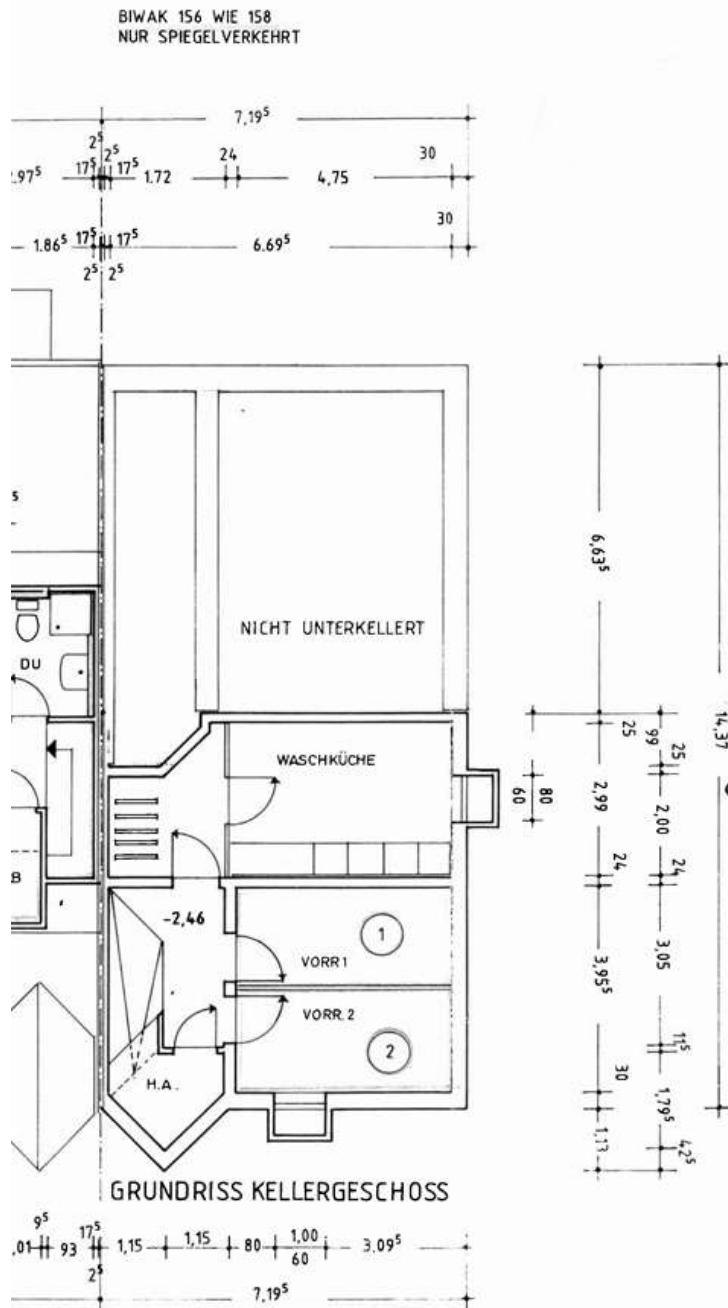 BIWAK 156 WIE 158
NUR SPIEGELVERKEHRT
7,19⁵
2⁵
2⁵
24
30
.97⁵ 17⁵ 17⁵ 1.72 4,75
30
1.86⁵ 17⁵ 17⁵ 6.69⁵
2⁵ 2⁵
5
6,63⁵
14,37
NICHT UNTERKELLERT
DU
WASCHKÜCHE
25
99
25
60
80
2,99
2,00
B
24
24
-2,46
1
VORR 1
3,95⁵
3,05
VORR. 2
2
11⁵
H.A.
30
1,79⁵
1,13
42⁵
GRUNDRISS KELLERGESCHOSS
9⁵ 17⁵
,01 93 1,15 1,15 80 1,00 3.09⁵
60
2⁵
7,19⁵